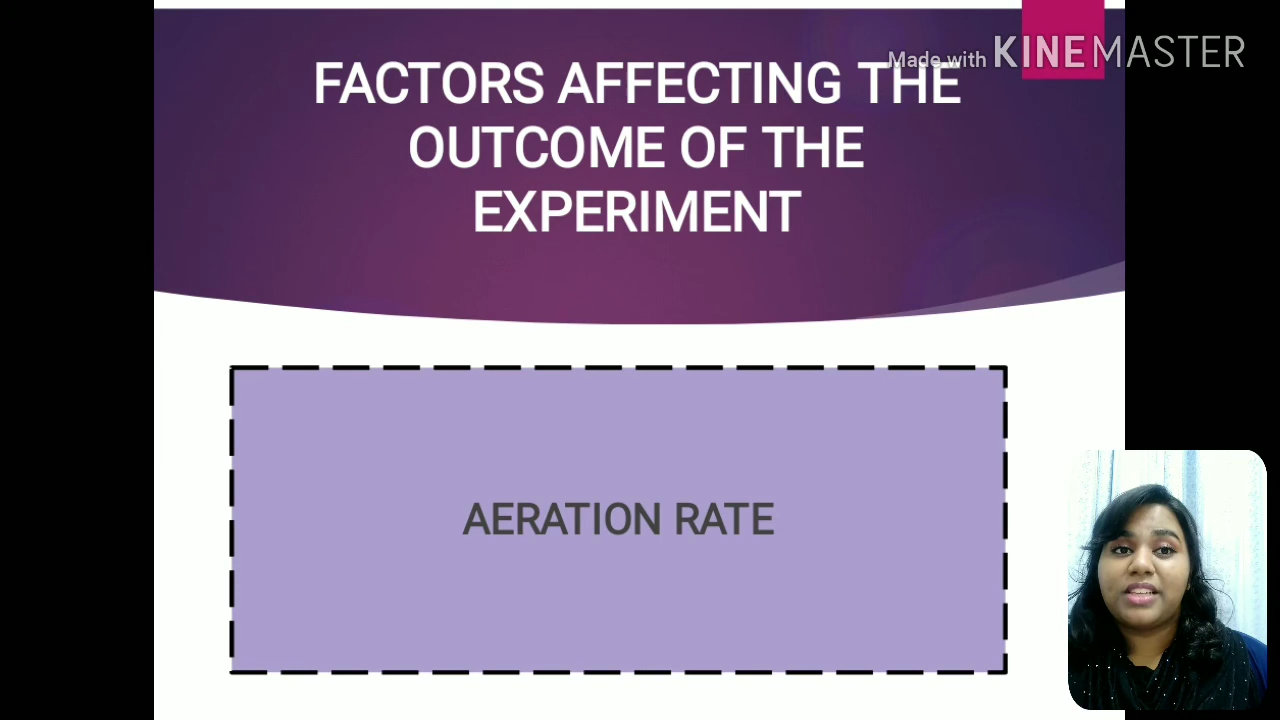 Made with KINEMASTER
FACTORS AFFECTING THE
OUTCOME OF THE
EXPERIMENT
AERATION RATE